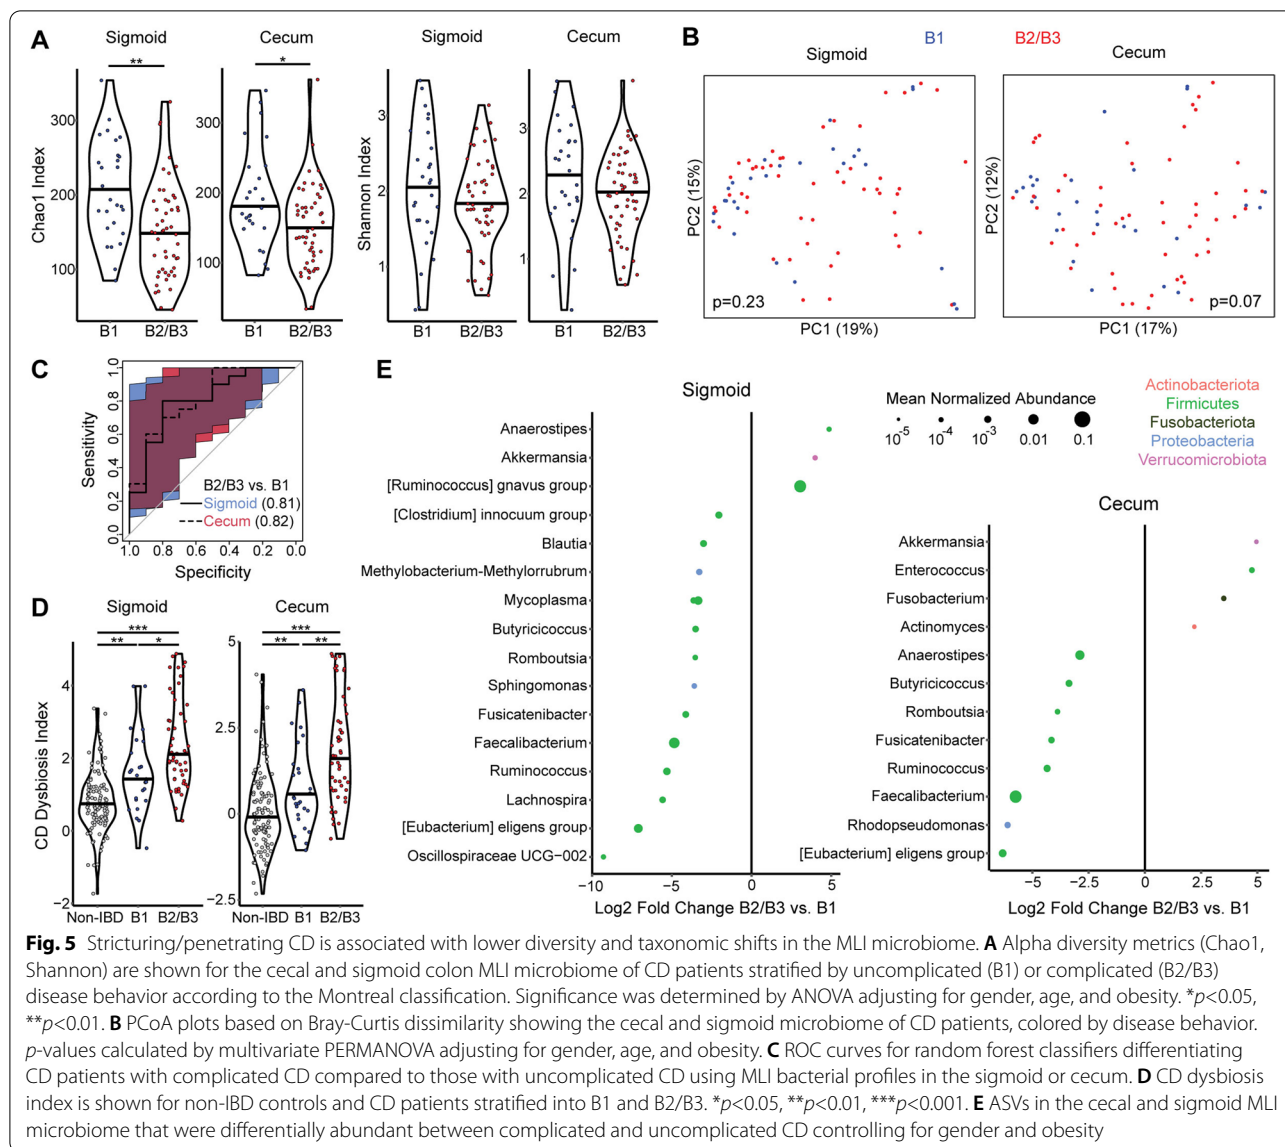 A
Sigmoid
Cecum
Sigmoid
Cecum
**
*
Chao1 Index
300
200
100
300
200
100
B1
B2/B3
B1
B2/B3
Shannon Index
3
2
1
3
2
1
B1
B2/B3
B1
B2/B3
B
B1
B2/B3
Sigmoid
Cecum
PC2 (15%)
p=0.23
PC1 (19%)
PC2 (12%)
p=0.07
PC1 (17%)
C
Sensitivity
1.0
0.8
0.6
0.4
0.2
0.0
B2/B3 vs. B1
Sigmoid (0.81)
Cecum (0.82)
1.0 0.8 0.6 0.4 0.2 0.0
Specificity
D
Sigmoid
Cecum
***
** *
***
** **
CD Dysbiosis Index
4
2
0
−2
5
2.5
0
−2.5
Non-IBD B1 B2/B3
Non-IBD B1 B2/B3
E
Sigmoid
Anaerostipes
Akkermansia
[Ruminococcus] gnavus group
[Clostridium] innocuum group
Blautia
Methylobacterium-Methylorrubrum
Mycoplasma
Butyricicoccus
Romboutsia
Sphingomonas
Fusicatenibacter
Faecalibacterium
Ruminococcus
Lachnospira
[Eubacterium] eligens group
Oscillospiraceae UCG−002
−10 −5 0 5
Log2 Fold Change B2/B3 vs. B1
Mean Normalized Abundance
10-5 10-4 10-3 0.01 0.1
Actinobacteriota
Firmicutes
Fusobacteriota
Proteobacteria
Verrucomicrobiota
Cecum
Akkermansia
Enterococcus
Fusobacterium
Actinomyces
Anaerostipes
Butyricicoccus
Romboutsia
Fusicatenibacter
Ruminococcus
Faecalibacterium
Rhodopseudomonas
[Eubacterium] eligens group
−5 −2.5 0 2.5 5
Log2 Fold Change B2/B3 vs. B1
Fig. 5 Stricturing/penetrating CD is associated with lower diversity and taxonomic shifts in the MLI microbiome. A Alpha diversity metrics (Chao1,
Shannon) are shown for the cecal and sigmoid colon MLI microbiome of CD patients stratified by uncomplicated (B1) or complicated (B2/B3)
disease behavior according to the Montreal classification. Significance was determined by ANOVA adjusting for gender, age, and obesity. *p<0.05,
**p<0.01. B PCoA plots based on Bray-Curtis dissimilarity showing the cecal and sigmoid microbiome of CD patients, colored by disease behavior.
p-values calculated by multivariate PERMANOVA adjusting for gender, age, and obesity. C ROC curves for random forest classifiers differentiating
CD patients with complicated CD compared to those with uncomplicated CD using MLI bacterial profiles in the sigmoid or cecum. D CD dysbiosis
index is shown for non-IBD controls and CD patients stratified into B1 and B2/B3. *p<0.05, **p<0.01, ***p<0.001. E ASVs in the cecal and sigmoid MLI
microbiome that were differentially abundant between complicated and uncomplicated CD controlling for gender and obesity